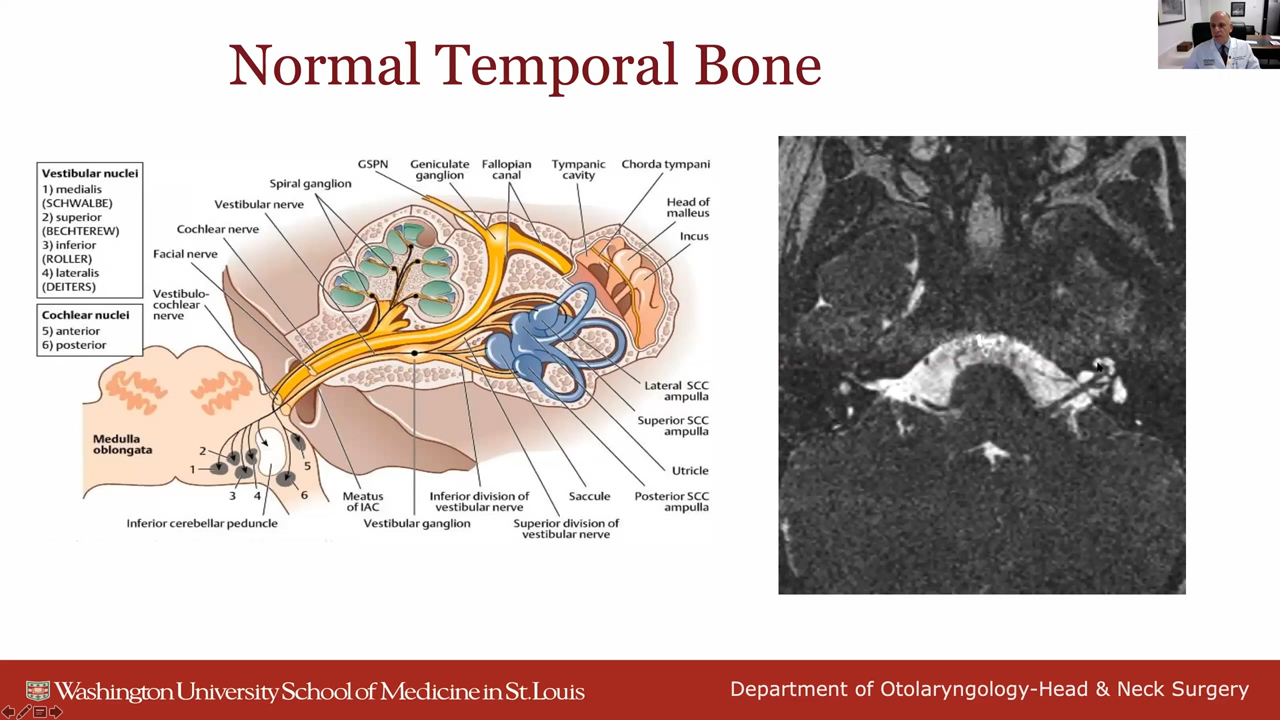 Normal Temporal Bone
Vestibular nuclei
1) medialis
(SCHWALBE)
2) superior
(BECHTEREW)
3) inferior
(ROLLER)
4) lateralis
(DEITERS)
Cochlear nuclei
5) anterior
6) posterior
GSPN
Geniculate
ganglion
Fallopian
canal
Tympanic
cavity
Chorda tympani
Spiral ganglion
Vestibular nerve
Cochlear nerve
Facial nerve
Vestibulo-
cochlear
nerve
Head of
malleus
Incus
Medulla
oblongata
2
1
3
4
5
6
Lateral SCC
ampulla
Superior SCC
ampulla
Utricle
Posterior SCC
ampulla
Meatus
of IAC
Inferior division of
vestibular nerve
Saccule
Inferior cerebellar peduncle
Vestibular ganglion
Superior division of
vestibular nerve
Washington University School of Medicine in St. Louis
Department of Otolaryngology-Head & Neck Surgery